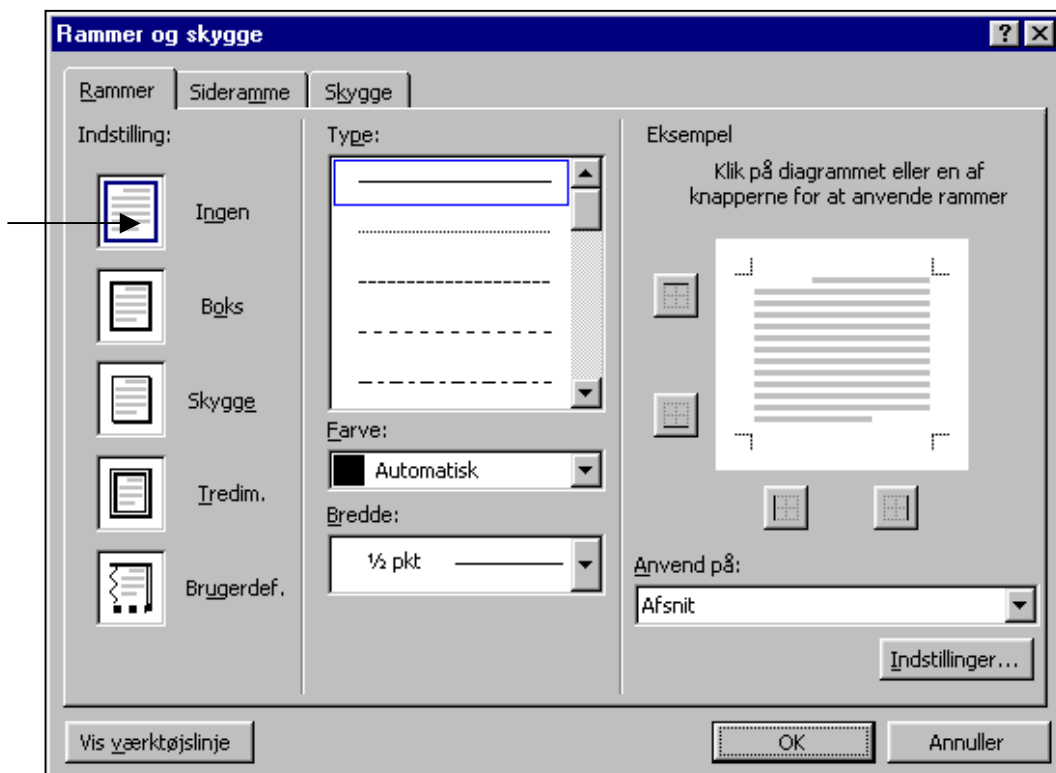 Rammer og skygge
Rammer
Sideramme
Skygge
Indstilling:
Ingen
Boks
Skygge
Tredim.
Brugerdef.
Type:
Farve:
Automatisk
Bredde:
½ pkt
Eksempel
Klik på diagrammet eller en af
knapperne for at anvende rammer
Anvend på:
Afsnit
Indstillinger...
Vis værktøjslinje
OK
Annuller